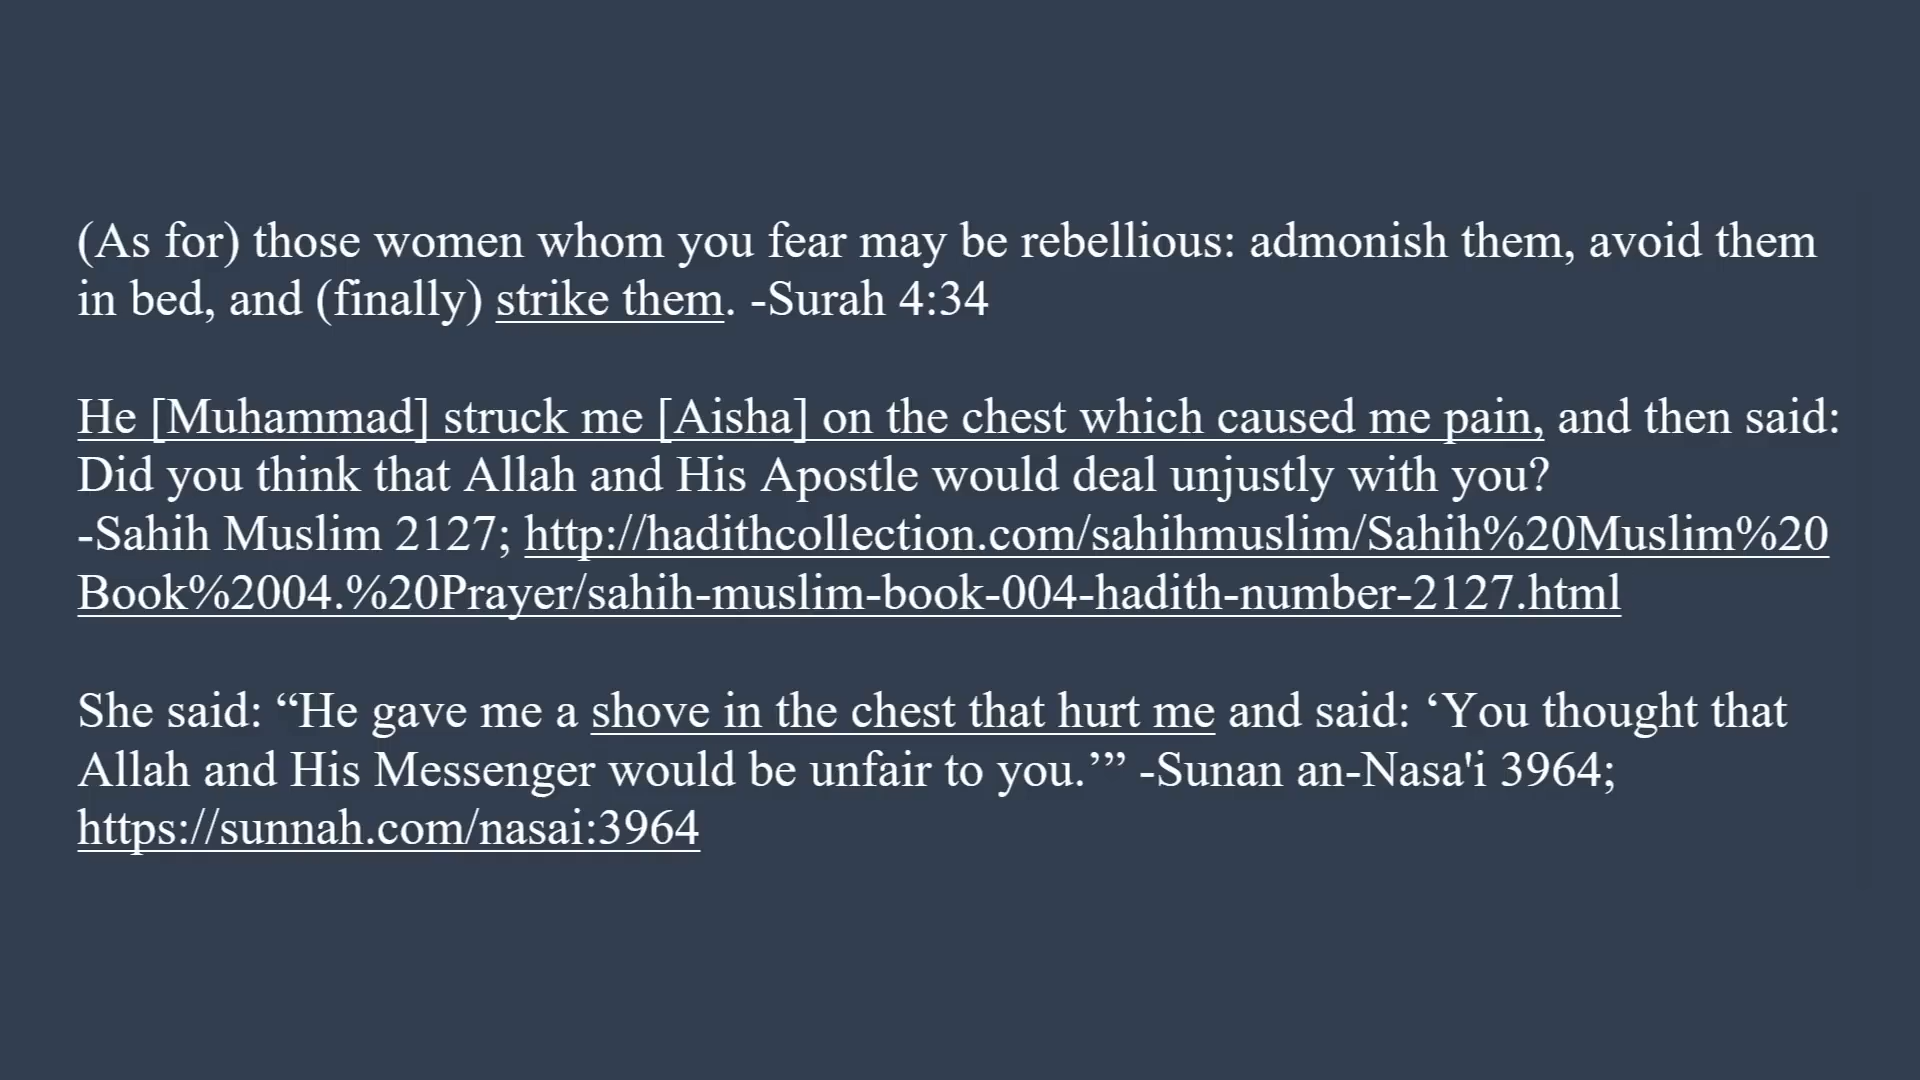 (As for) those women whom you fear may be rebellious: admonish them, avoid them
in bed, and (finally) strike them. -Surah 4:34
He [Muhammad] struck me [Aisha] on the chest which caused me pain, and then said:
Did you think that Allah and His Apostle would deal unjustly with you?
-Sahih Muslim 2127; http://hadithcollection.com/sahihmuslim/Sahih%20Muslim%20
Book%2004.%20Prayer/sahih-muslim-book-004-hadith-number-2127.html
She said: “He gave me a shove in the chest that hurt me and said: ‘You thought that
Allah and His Messenger would be unfair to you.’” -Sunan an-Nasa'i 3964;
https://sunnah.com/nasai:3964